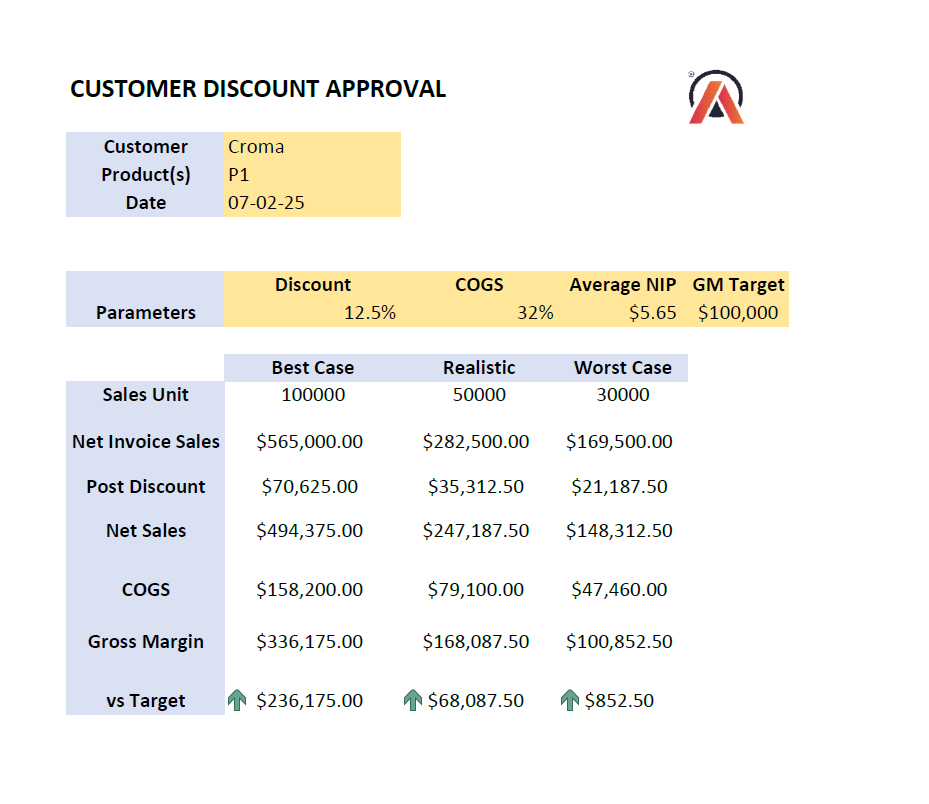 CUSTOMER DISCOUNT APPROVAL
®
Customer Croma
Product(s) P1
Date 07-02-25
Discount COGS Average NIP GM Target
Parameters 12.5% 32% $5.65 $100,000
Best Case Realistic Worst Case
Sales Unit 100000 50000 30000
Net Invoice Sales $565,000.00 $282,500.00 $169,500.00
Post Discount $70,625.00 $35,312.50 $21,187.50
Net Sales $494,375.00 $247,187.50 $148,312.50
COGS $158,200.00 $79,100.00 $47,460.00
Gross Margin $336,175.00 $168,087.50 $100,852.50
vs Target $236,175.00 $68,087.50 $852.50